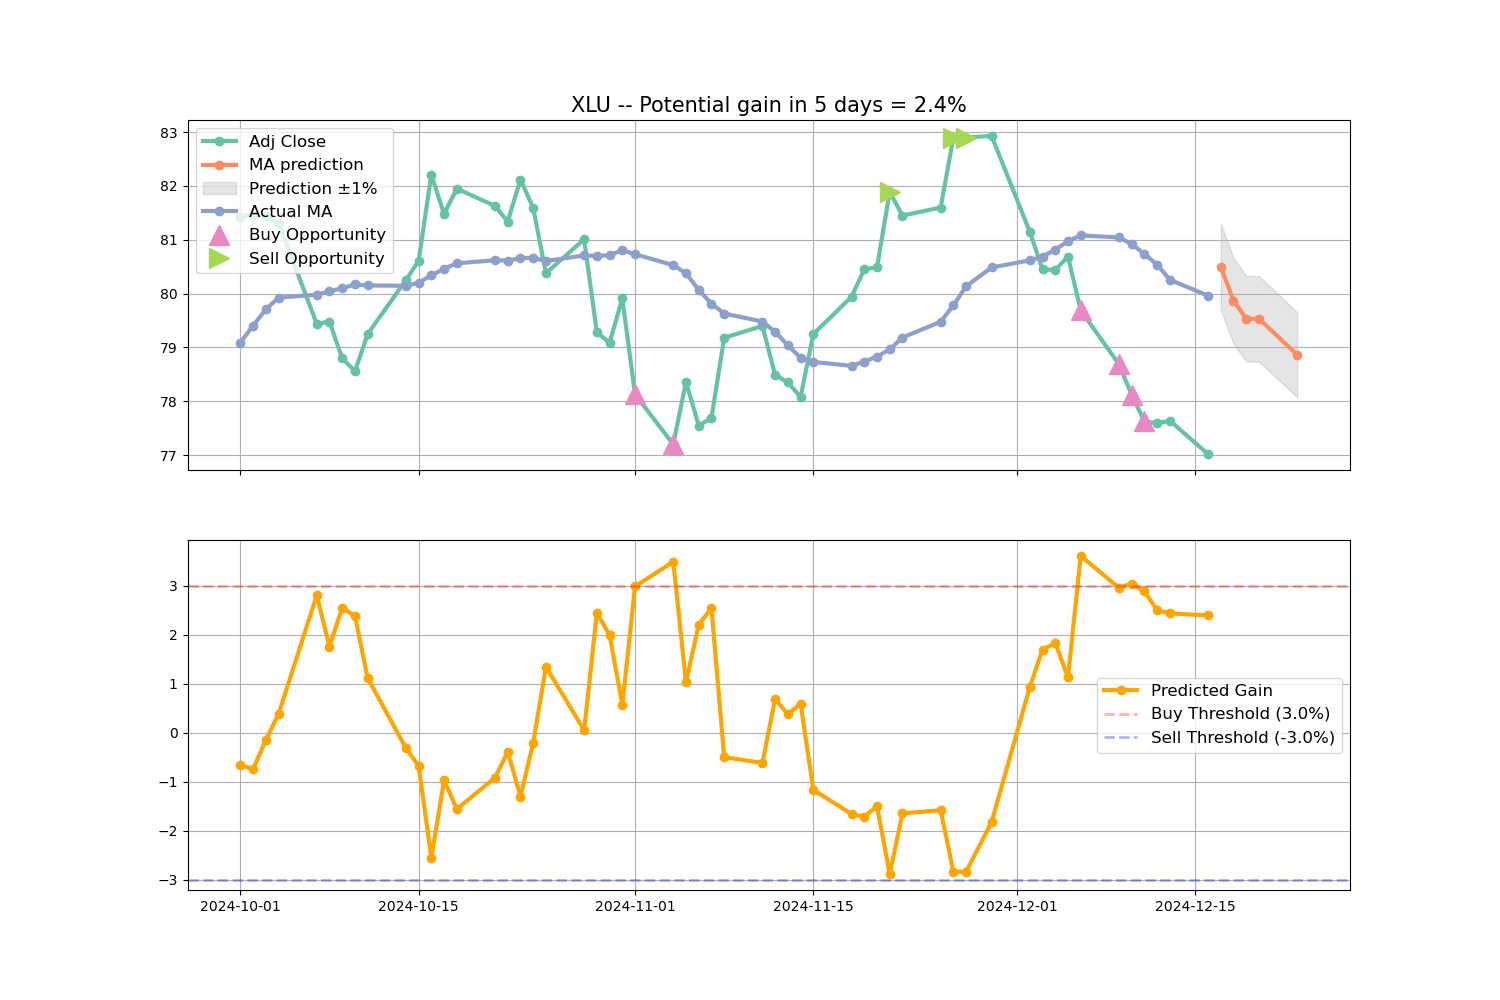 XLU -- Potential gain in 5 days = 2.4%
83
82
81
80
79
78
77
Adj Close
MA prediction
Prediction ±1%
Actual MA
Buy Opportunity
Sell Opportunity
3
2
1
0
−1
−2
−3
Predicted Gain
Buy Threshold (3.0%)
Sell Threshold (-3.0%)
2024-10-01 2024-10-15 2024-11-01 2024-11-15 2024-12-01 2024-12-15